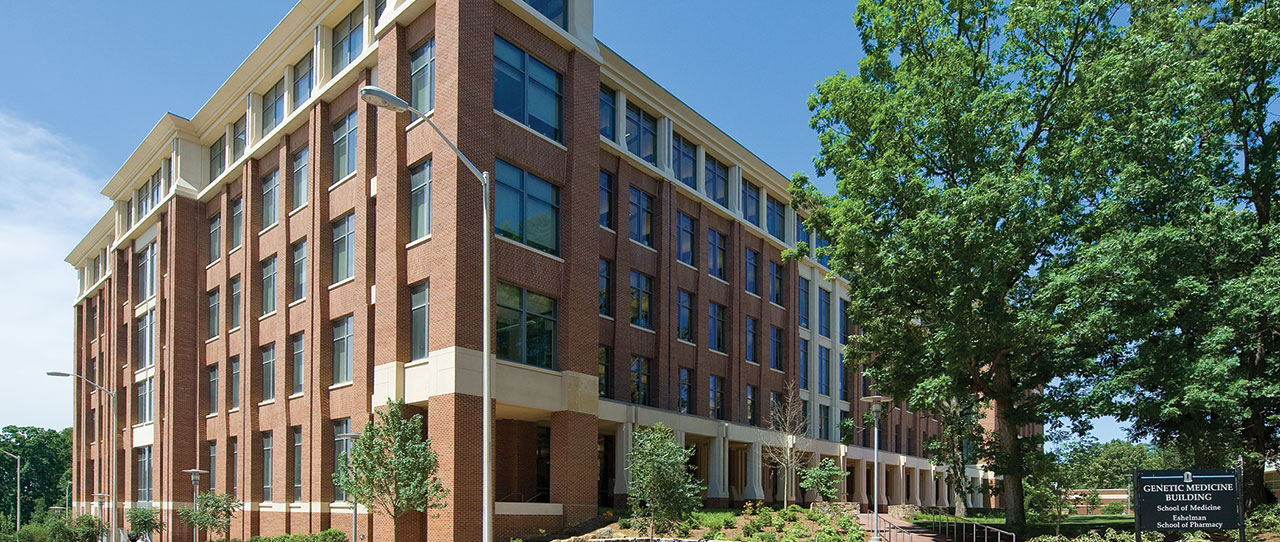 GENETIC MEDICINE
BUILDING
School of Medicine
Eshelman
School of Pharmacy